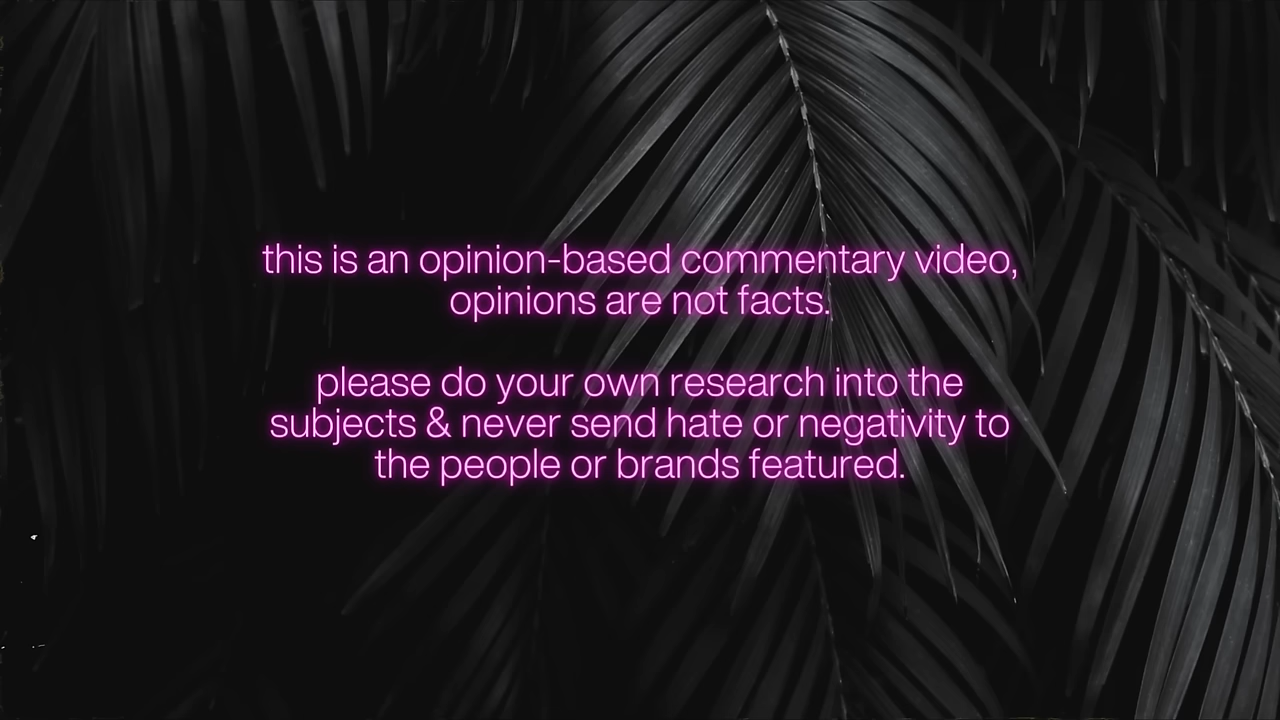 this is an opinion-based commentary video,
opinions are not facts.
please do your own research into the
subjects & never send hate or negativity to
the people or brands featured.